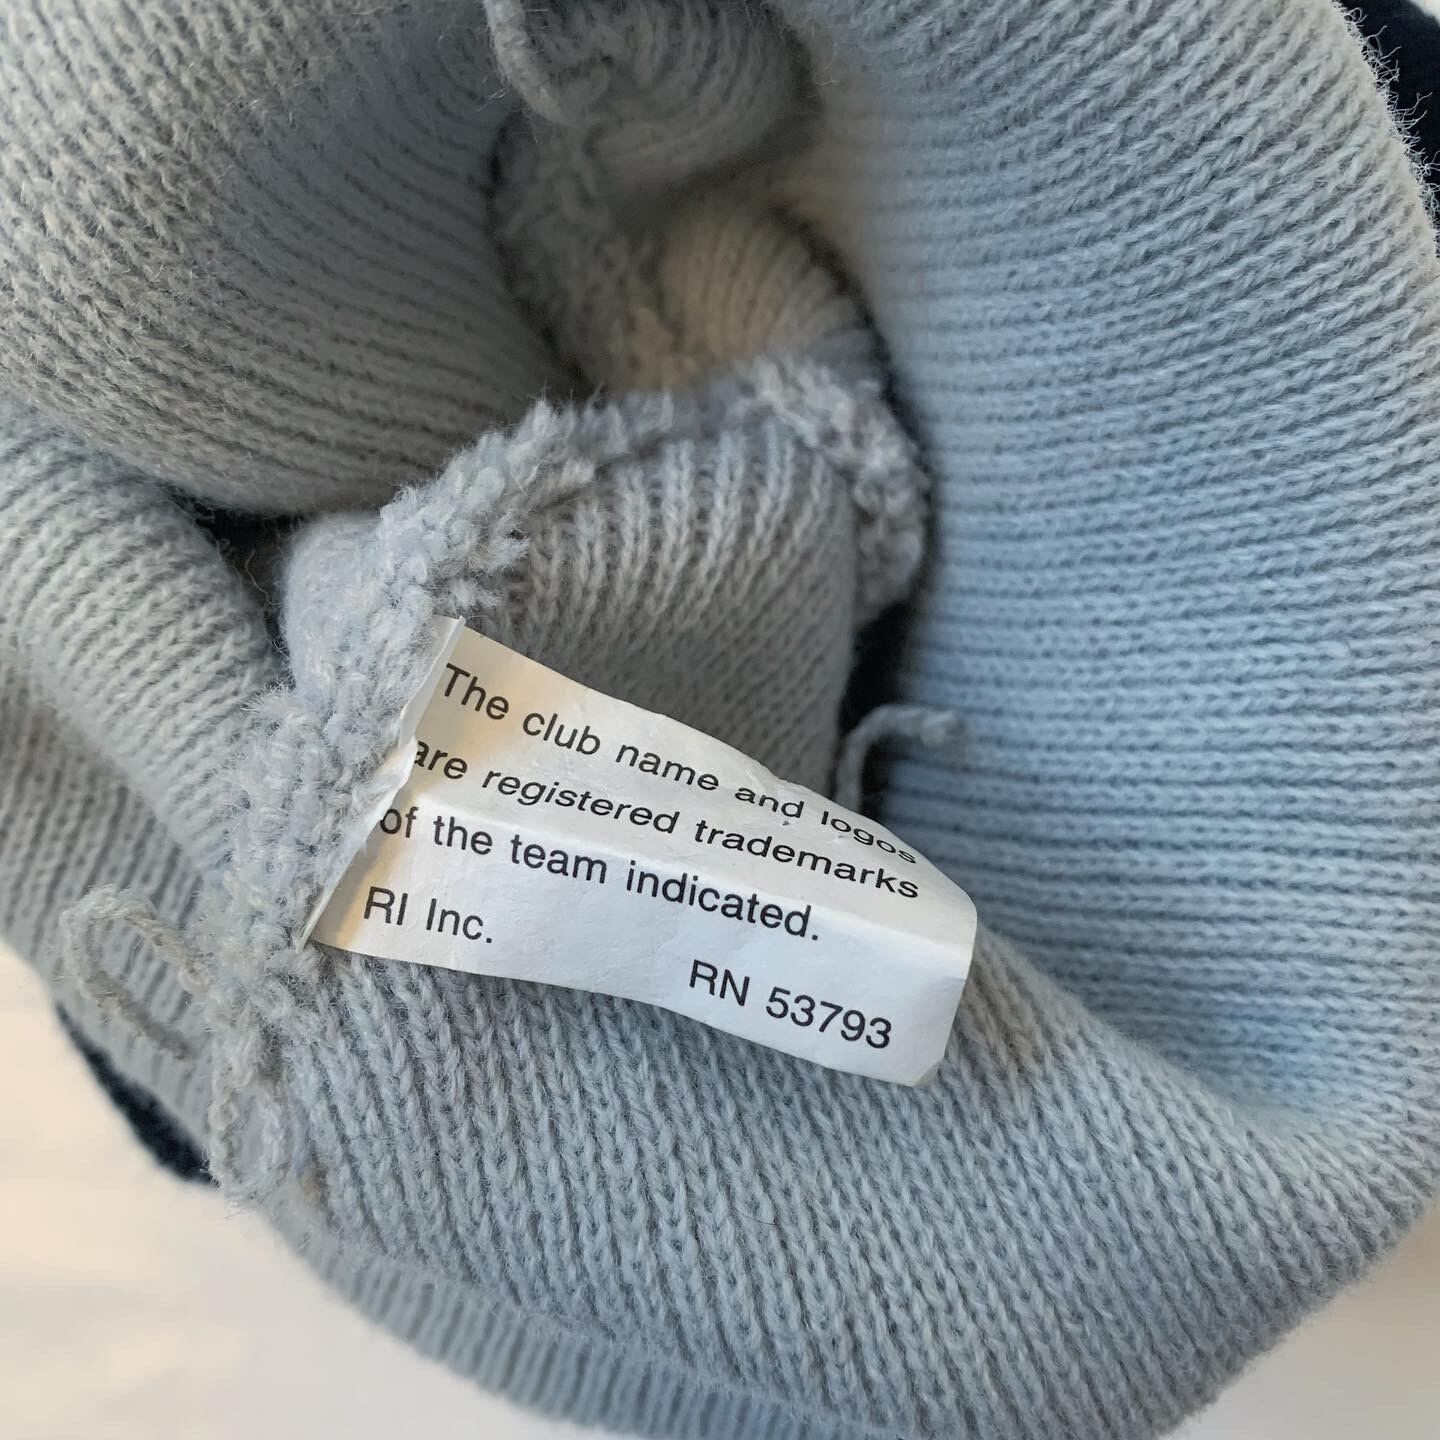 The club name and logos
are registered trademarks
of the team indicated.
RI Inc.
RN 53793